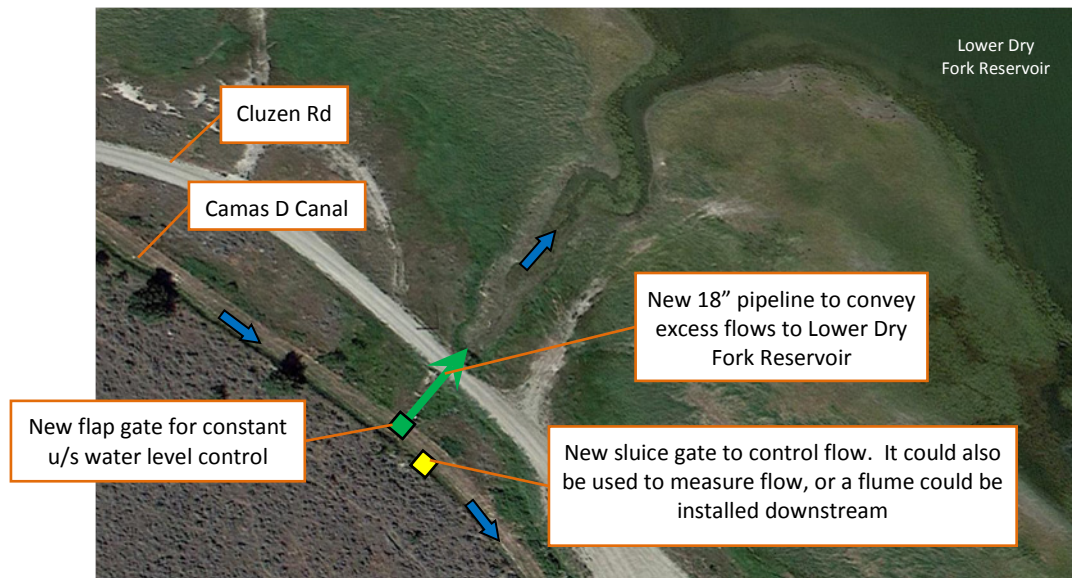 Lower Dry
Fork Reservoir
Cluzen Rd
Camas D Canal
New 18” pipeline to convey
excess flows to Lower Dry
Fork Reservoir
New flap gate for constant
u/s water level control
New sluice gate to control flow.  It could also
be used to measure flow, or a flume could be
installed downstream